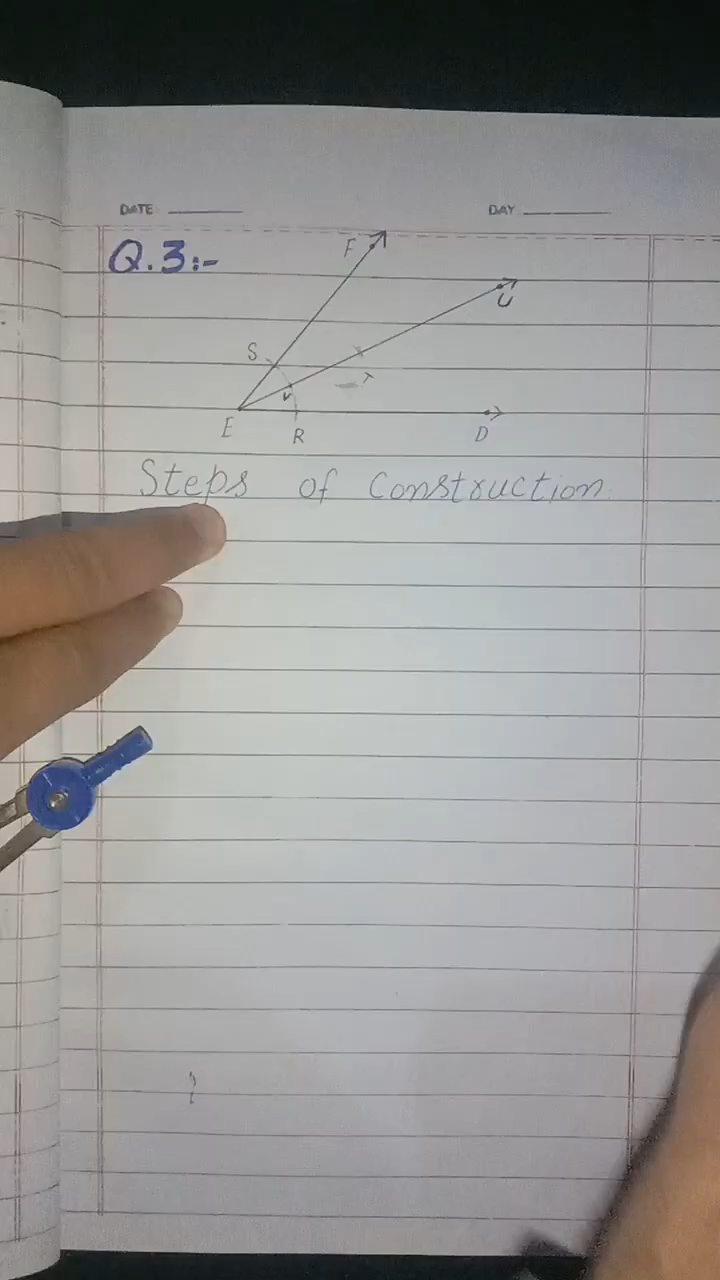 DATE DAY
Q.3:-
F
U
S
T
V
E R D
Steps of Construction